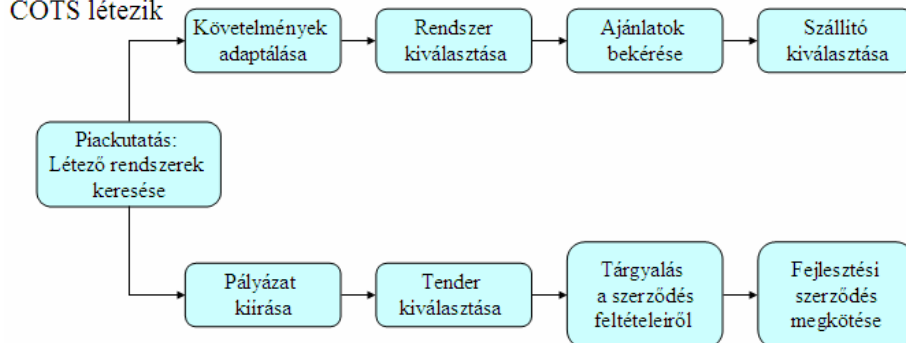 COTS létezik
Követelmények
adaptálása
Rendszer
kiválasztása
Ajánlatok
bekérése
Szállító
kiválasztása
Piackutatás:
Létező rendszerek
keresése
Pályázat
kiírása
Tender
kiválasztása
Tárgyalás
a szerződés
feltételeiről
Fejlesztési
szerződés
megkötése